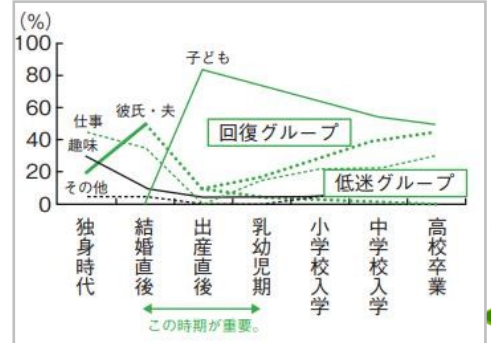 (%)
100
80
60
40
20
0
子ども
彼氏・夫
仕事
趣味
その他
回復グループ
低迷グループ
独身時代
結婚直後
出産直後
乳幼児期
小学校入学
中学校入学
高校卒業
この時期が重要。